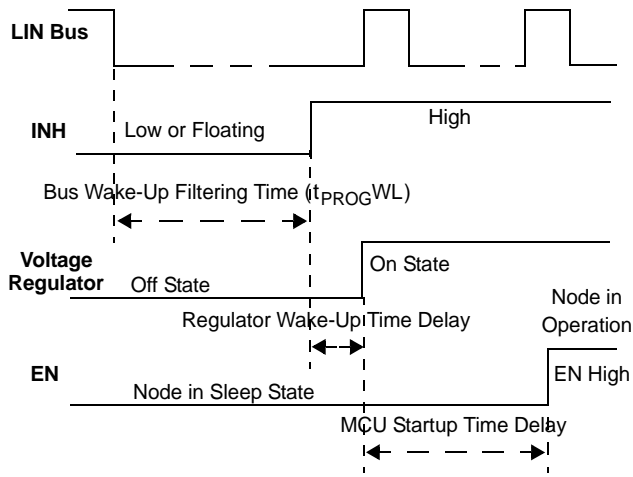 LIN Bus
INH
Low or Floating
High
Bus Wake-Up Filtering Time (tPROGWL)
Voltage
Regulator
Off State
On State
Regulator Wake-Up Time Delay
Node in
Operation
EN
Node in Sleep State
EN High
MCU Startup Time Delay